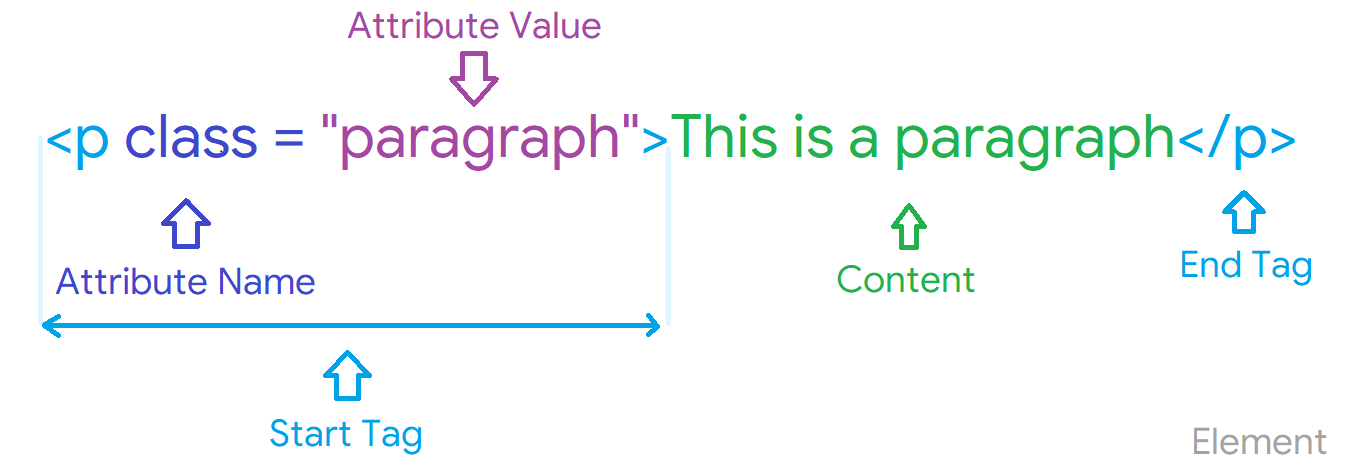 Attribute Value
<p class = "paragraph">This is a paragraph</p>
Attribute Name
Content
End Tag
Start Tag
Element